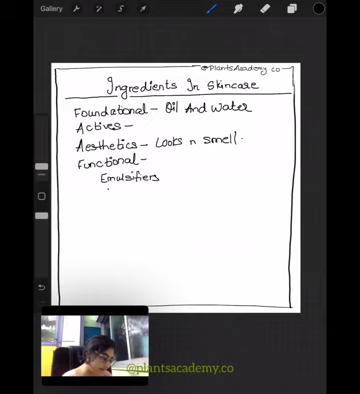 Gallery
@PlantsAcademy.co
Ingredients In Skincare
Foundational - Oil And Water
Actives -
Aesthetics - Looks n smell.
Functional -
Emulsifiers
@plantsacademy.co